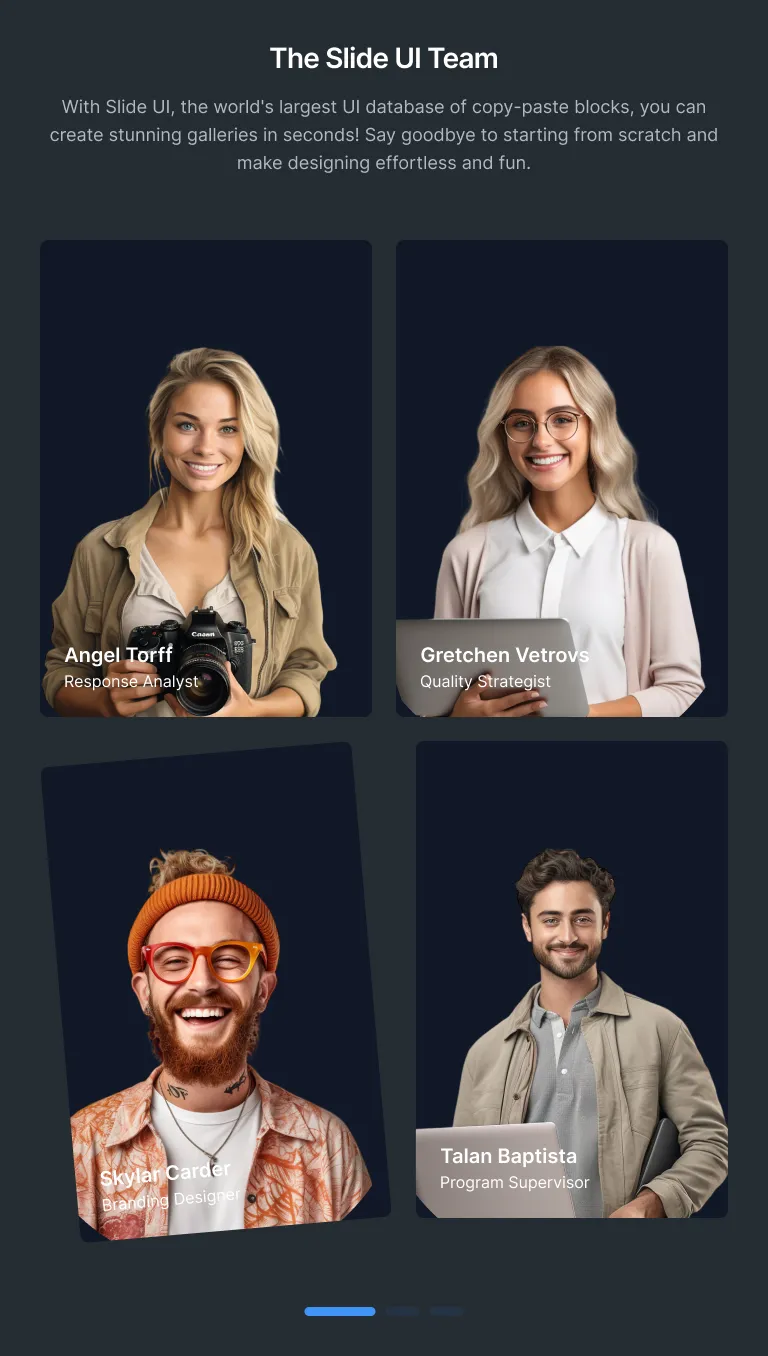 The Slide UI Team
With Slide UI, the world's largest UI database of copy-paste blocks, you can
create stunning galleries in seconds! Say goodbye to starting from scratch and
make designing effortless and fun.
Angel Torff
Response Analyst
Gretchen Vetrovs
Quality Strategist
Skylar Carder
Branding Designer
Talan Baptista
Program Supervisor